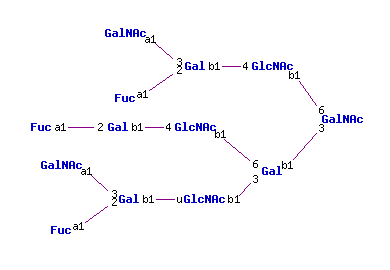 GalNAc a1
3 Gal b1 4 GlcNAc
2 b1
Fuc a1
6 GalNAc
3
Fuc a1 2 Gal b1 4 GlcNAc
b1
GalNAc a1
6 Gal b1
3
3 Gal b1 u GlcNAc b1
2
Fuc a1